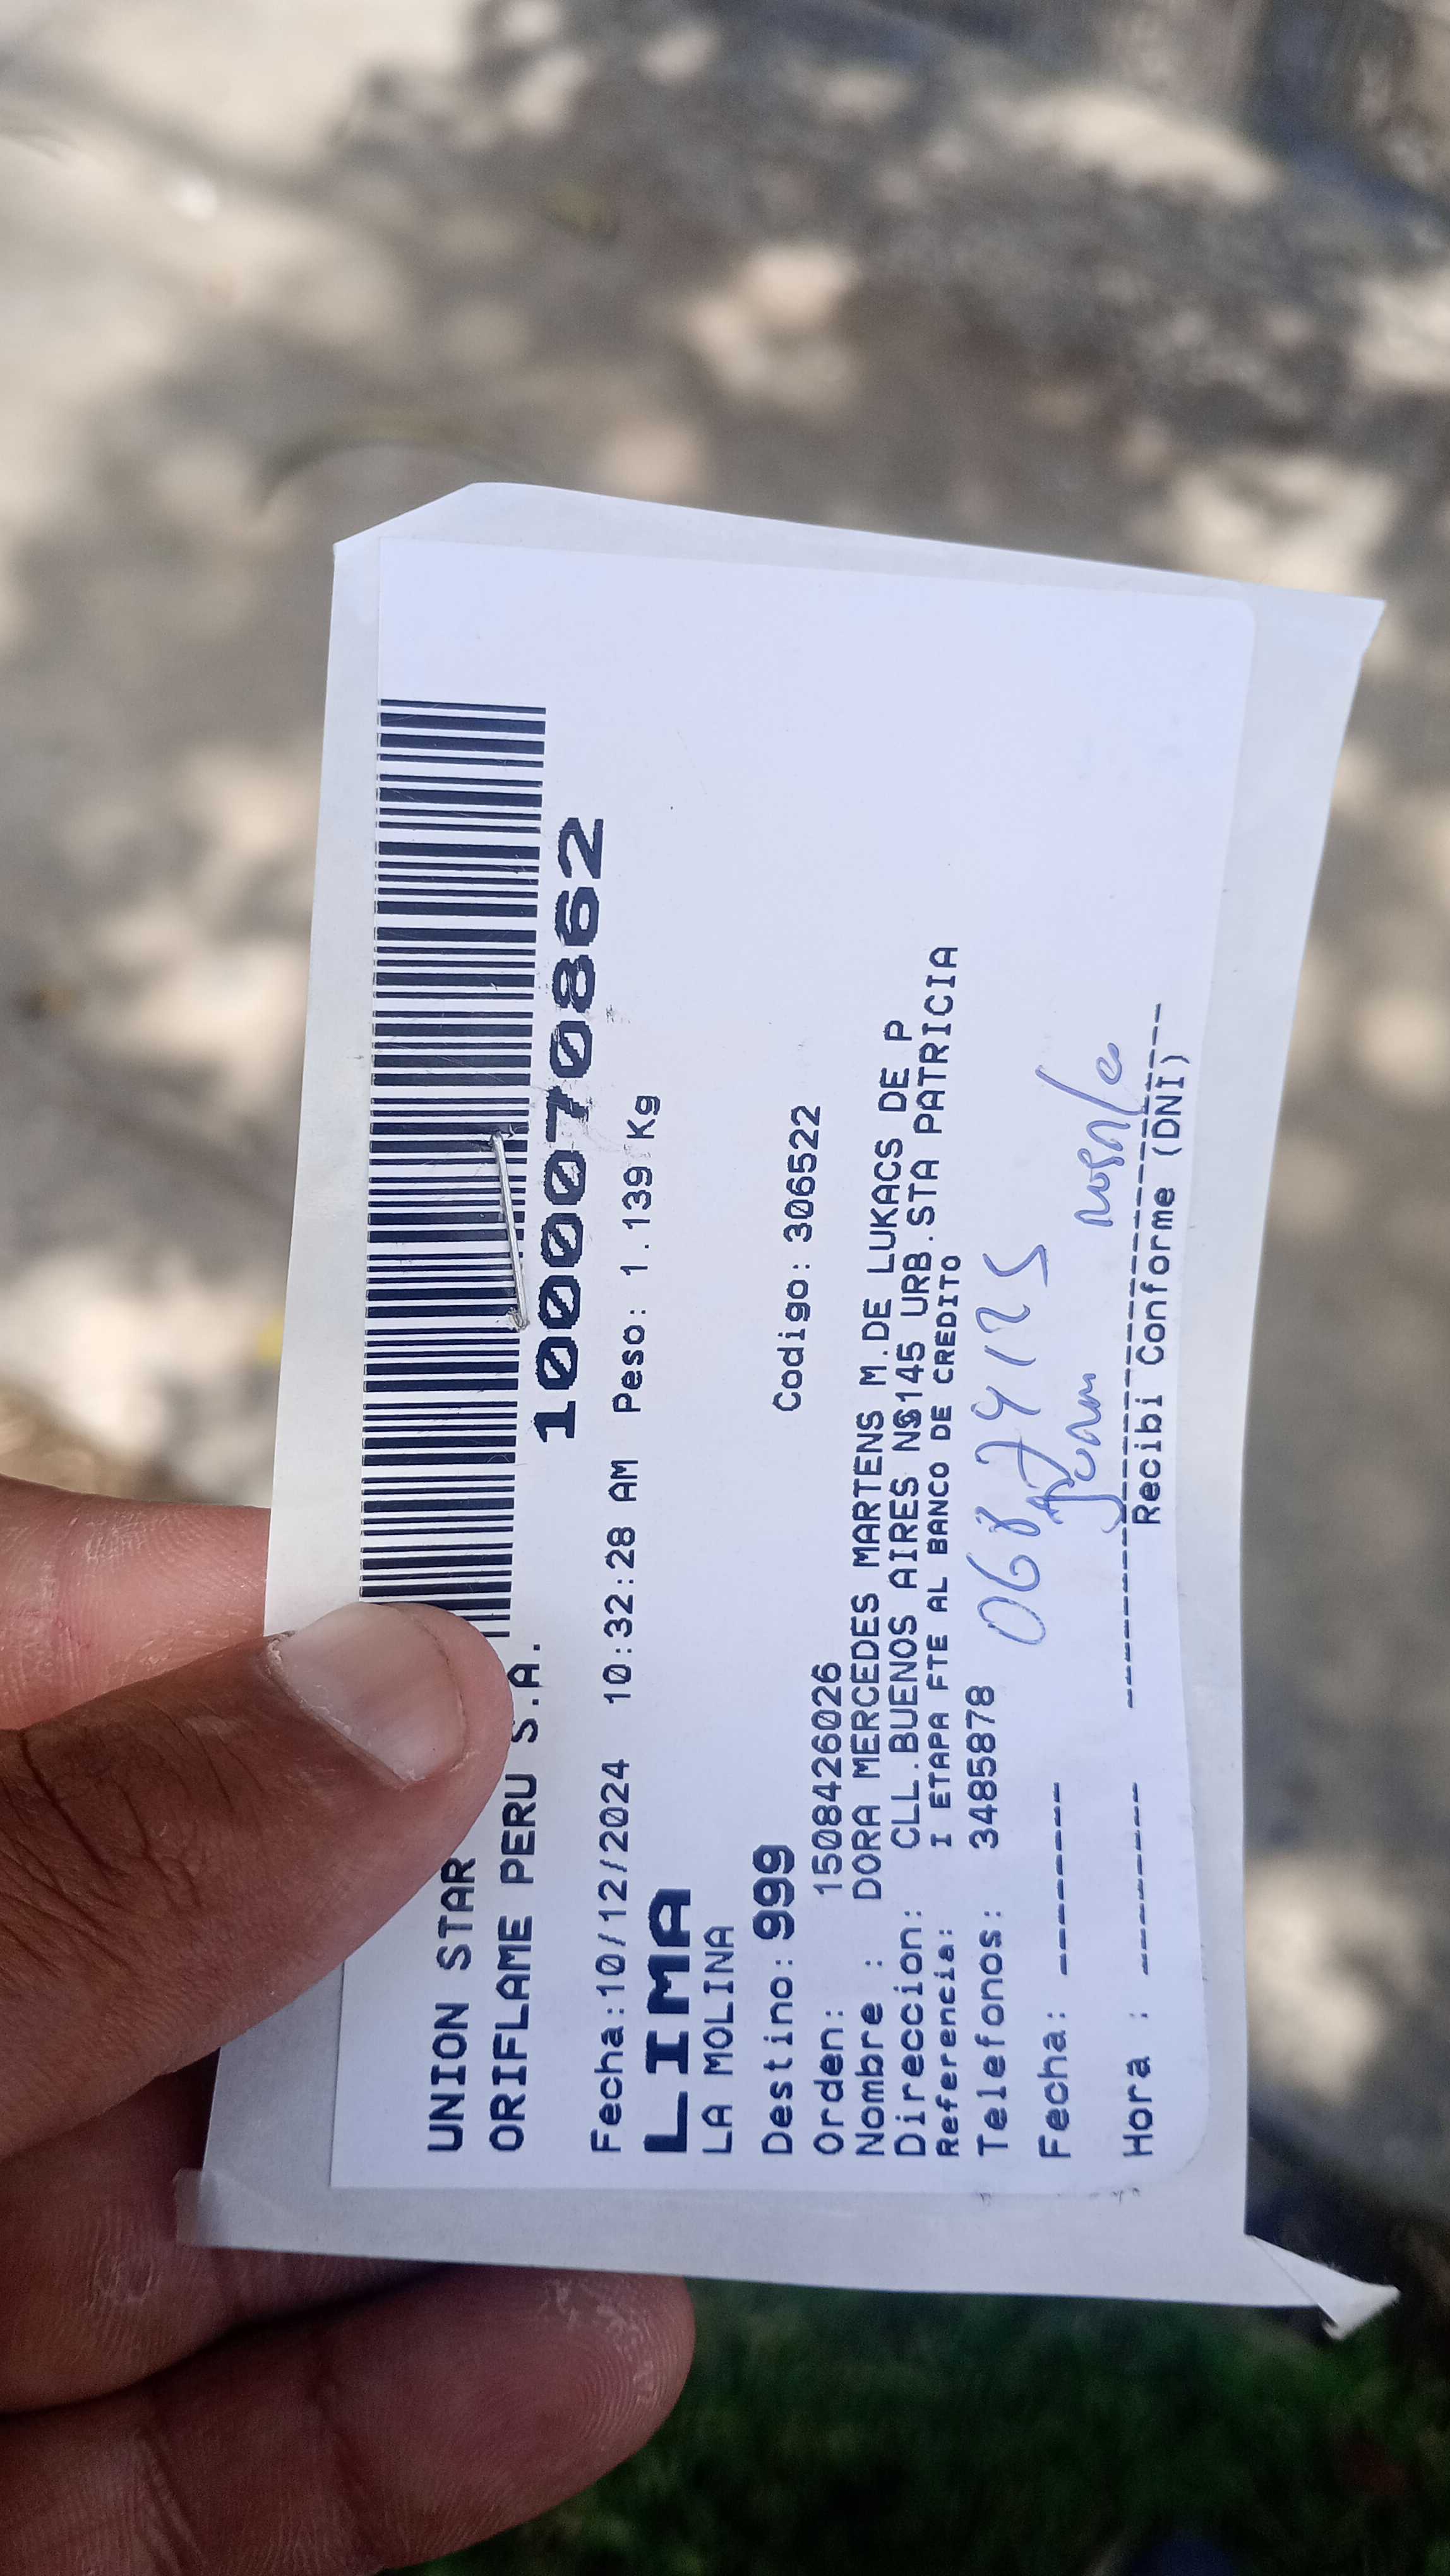 UNION STAR
ORIFLAME PERU S.A.
1000070862
Fecha:10/12/2024 10:32:28 AM Peso: 1.139 Kg
LIMA
LA MOLINA
Destino: 999 Codigo: 306522
Orden: 1508426026
Nombre : DORA MERCEDES MARTENS M.DE LUKACS DE P
Direccion: CLL.BUENOS AIRES 145 URB.STA PATRICIA
Referencia: I ETAPA FTE AL BANCO DE CREDITO
Telefonos: 3485878
Fecha: --------
Hora : --------
Recibi Conforme (DNI)